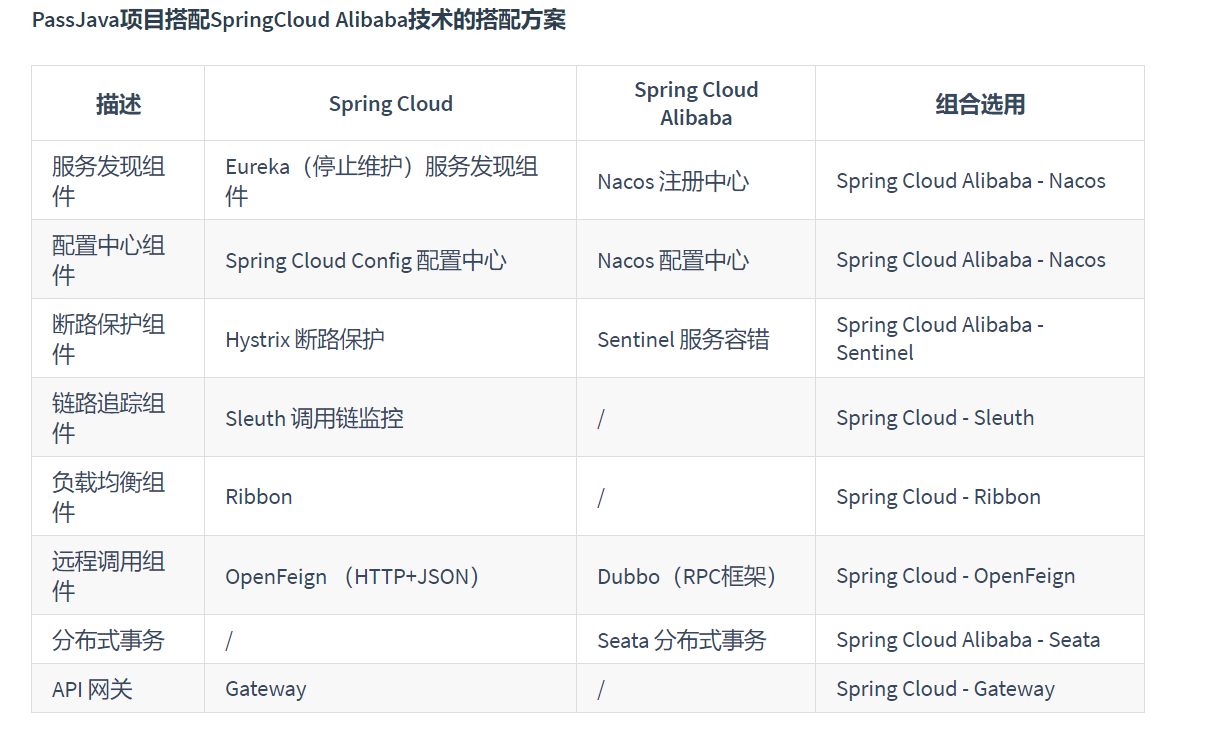 PassJava项目搭配SpringCloud Alibaba技术的搭配方案
描述
Spring Cloud
Spring Cloud
Alibaba
组合选用
服务发现组
件
Eureka（停止维护）服务发现组
件
Nacos 注册中心
Spring Cloud Alibaba - Nacos
配置中心组
件
Spring Cloud Config 配置中心
Nacos 配置中心
Spring Cloud Alibaba - Nacos
断路保护组
件
Hystrix 断路保护
Sentinel 服务容错
Spring Cloud Alibaba -
Sentinel
链路追踪组
件
Sleuth 调用链监控
/
Spring Cloud - Sleuth
负载均衡组
件
Ribbon
/
Spring Cloud - Ribbon
远程调用组
件
OpenFeign （HTTP+JSON）
Dubbo（RPC框架）
Spring Cloud - OpenFeign
分布式事务
/
Seata 分布式事务
Spring Cloud Alibaba - Seata
API 网关
Gateway
/
Spring Cloud - Gateway